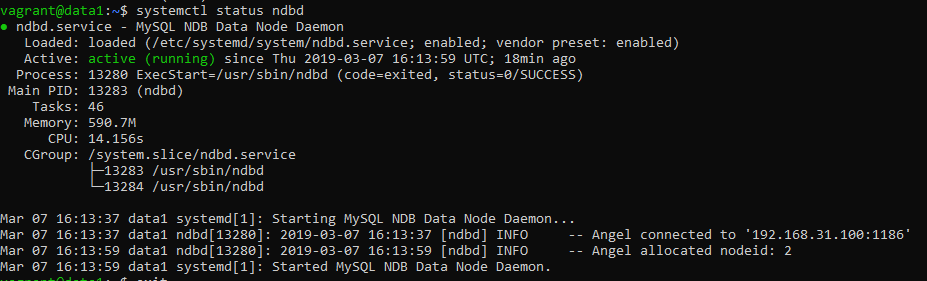 vagrant@data1:~$ systemctl status ndbd
● ndbd.service - MySQL NDB Data Node Daemon
   Loaded: loaded (/etc/systemd/system/ndbd.service; enabled; vendor preset: enabled)
   Active: active (running) since Thu 2019-03-07 16:13:59 UTC; 18min ago
  Process: 13280 ExecStart=/usr/sbin/ndbd (code=exited, status=0/SUCCESS)
 Main PID: 13283 (ndbd)
    Tasks: 46
   Memory: 590.7M
      CPU: 14.156s
   CGroup: /system.slice/ndbd.service
           ├─13283 /usr/sbin/ndbd
           └─13284 /usr/sbin/ndbd
Mar 07 16:13:37 data1 systemd[1]: Starting MySQL NDB Data Node Daemon...
Mar 07 16:13:37 data1 ndbd[13280]: 2019-03-07 16:13:37 [ndbd] INFO     -- Angel connected to '192.168.31.100:1186'
Mar 07 16:13:59 data1 ndbd[13280]: 2019-03-07 16:13:59 [ndbd] INFO     -- Angel allocated nodeid: 2
Mar 07 16:13:59 data1 systemd[1]: Started MySQL NDB Data Node Daemon.
vagrant@data1:~$ exit